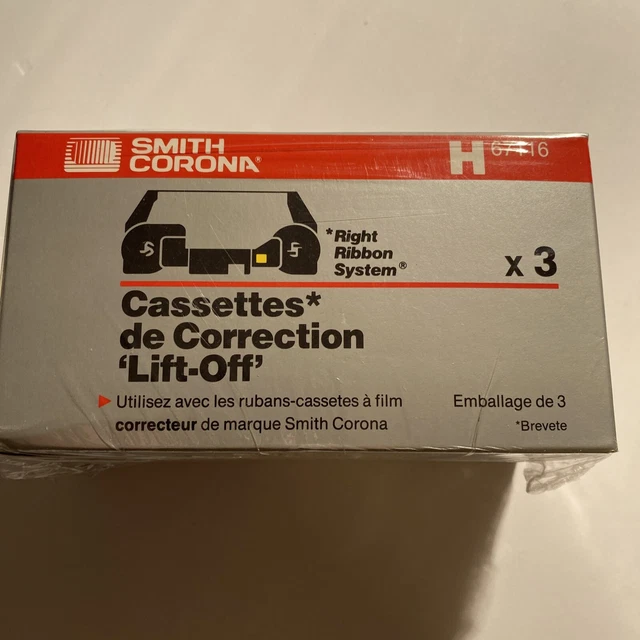 SMITH
CORONA®
H 67116
*Right
Ribbon
System®
x 3
Cassettes*
de Correction
‘Lift-Off’
Utilisez avec les rubans-cassetes à film
correcteur de marque Smith Corona
Emballage de 3
*Brevete